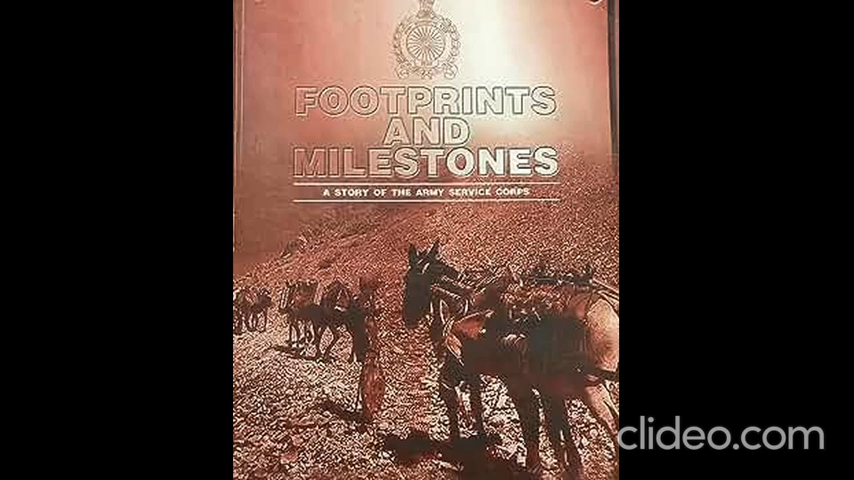 FOOTPRINTS
AND
MILESTONES
A STORY OF THE ARMY SERVICE CORPS
clideo.com